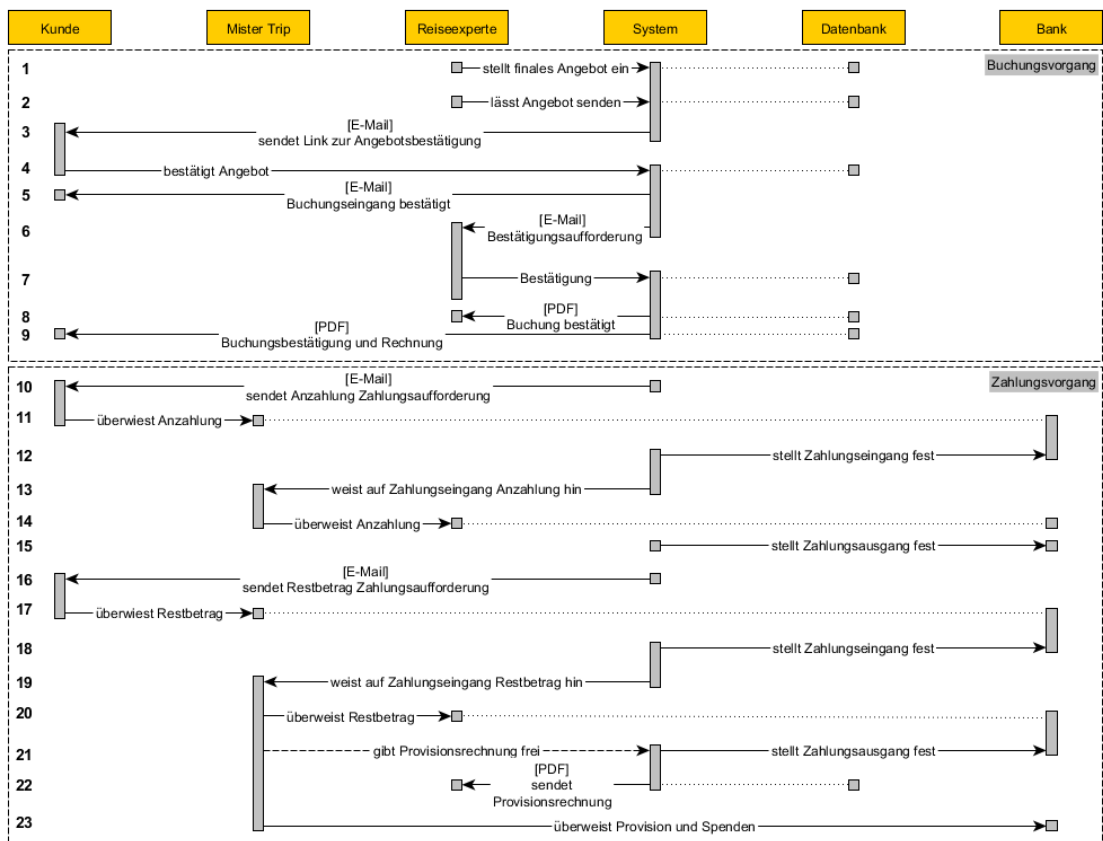 Kunde
Mister Trip
Reiseexperte
System
Datenbank
Bank
Buchungsvorgang
1
stellt finales Angebot ein
2
lässt Angebot senden
3
[E-Mail]
sendet Link zur Angebotsbestätigung
4
bestätigt Angebot
5
[E-Mail]
Buchungseingang bestätigt
6
[E-Mail]
Bestätigungsaufforderung
7
Bestätigung
8
[PDF]
Buchung bestätigt
9
[PDF]
Buchungsbestätigung und Rechnung
Zahlungsvorgang
10
[E-Mail]
sendet Anzahlung Zahlungsaufforderung
11
überwiest Anzahlung
12
stellt Zahlungseingang fest
13
weist auf Zahlungseingang Anzahlung hin
14
überweist Anzahlung
15
stellt Zahlungsausgang fest
16
[E-Mail]
sendet Restbetrag Zahlungsaufforderung
17
überwiest Restbetrag
18
stellt Zahlungseingang fest
19
weist auf Zahlungseingang Restbetrag hin
20
überweist Restbetrag
21
gibt Provisionsrechnung frei
stellt Zahlungsausgang fest
22
[PDF]
sendet
Provisionsrechnung
23
überweist Provision und Spenden